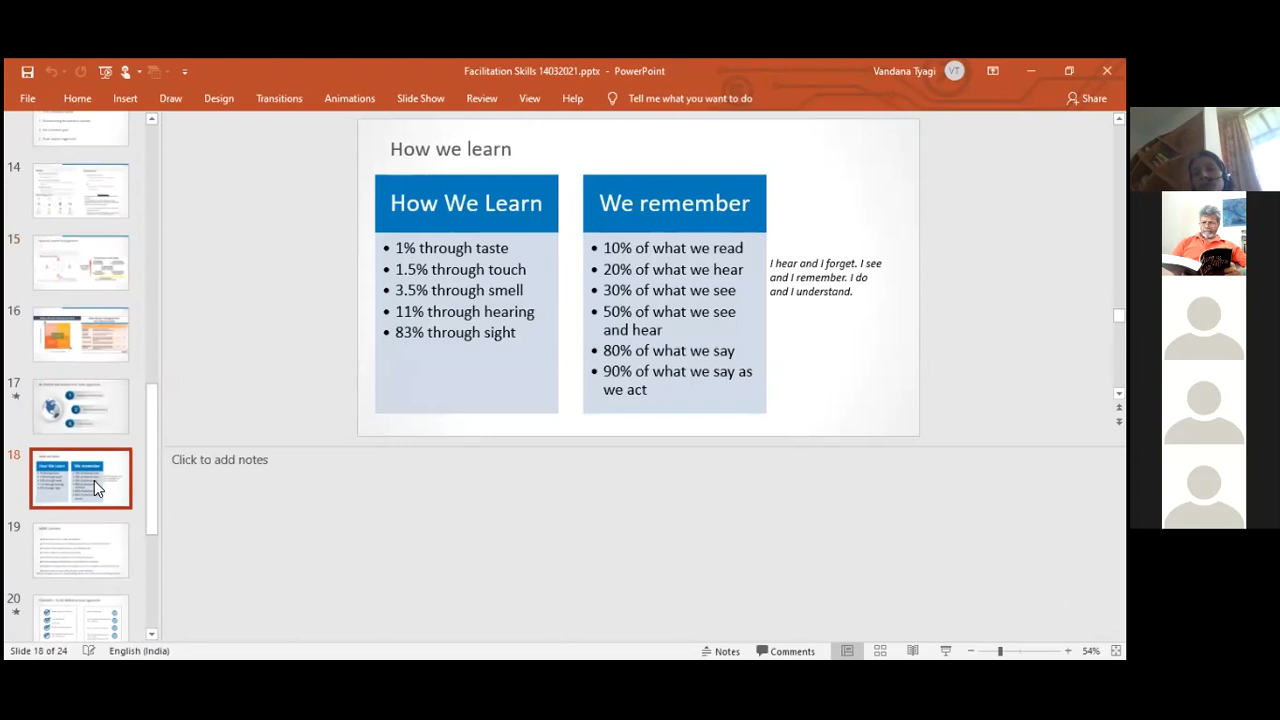 Facilitation Skills 14032021.pptx - PowerPoint
Vandana Tyagi
VT
File Home Insert Draw Design Transitions Animations Slide Show Review View Help Tell me what you want to do Share
14
15
16
17
18
19
20
How we learn
How We Learn
• 1% through taste
• 1.5% through touch
• 3.5% through smell
• 11% through hearing
• 83% through sight
We remember
• 10% of what we read
• 20% of what we hear
• 30% of what we see
• 50% of what we see
and hear
• 80% of what we say
• 90% of what we say as
we act
I hear and I forget. I see
and I remember. I do
and I understand.
Click to add notes
Slide 18 of 24 English (India) Notes Comments 54%